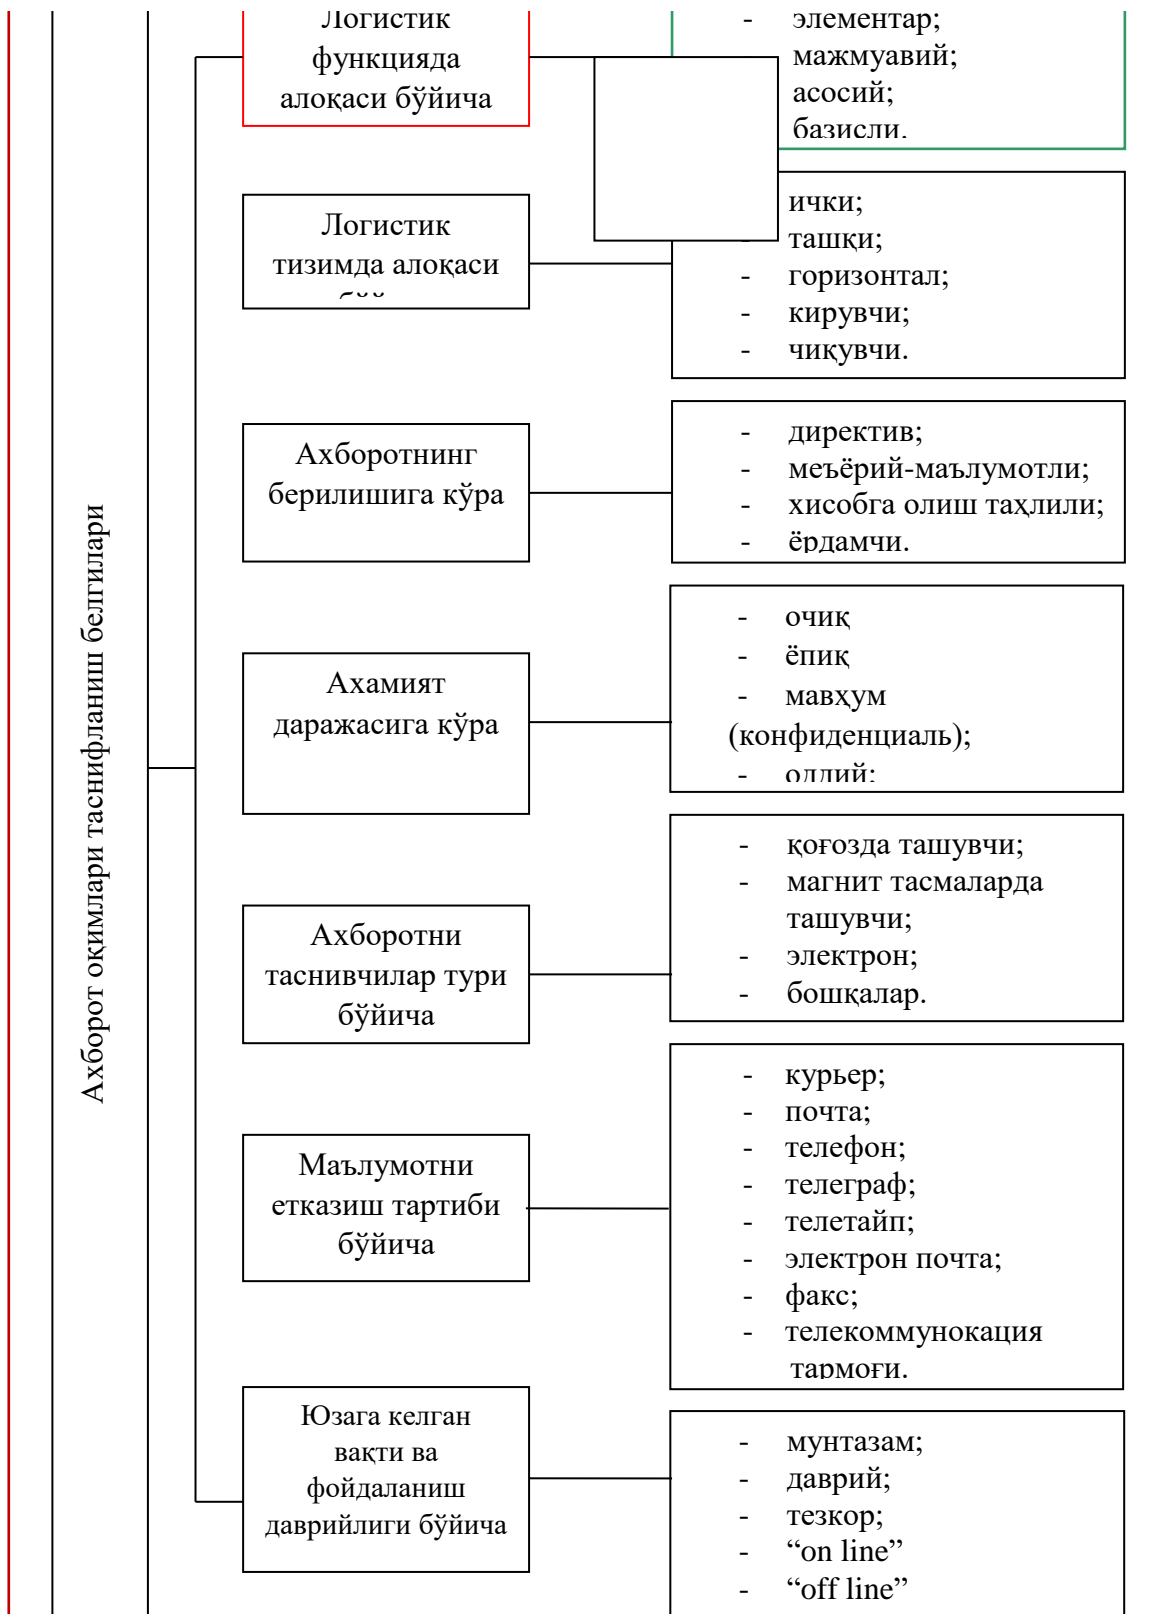 Ахборот оқимлари таснифланиш белгилари
Логистик
функцияда
алоқаси бўйича
- элементар;
мажмуавий;
асосий;
базисли.
Логистик
тизимда алоқаси
ички;
ташқи;
- горизонтал;
- кирувчи;
- чиқувчи.
Ахборотнинг
берилишига кўра
- директив;
- меъёрий-маълумотли;
- хисобга олиш таҳлили;
- ёрдамчи.
Ахамият
даражасига кўра
- очиқ
- ёпиқ
- мавҳум
(конфиденциаль);
- оддий;
Ахборотни
таснивчилар тури
бўйича
- қоғозда ташувчи;
- магнит тасмаларда
ташувчи;
- электрон;
- бошқалар.
Маълумотни
етказиш тартиби
бўйича
- курьер;
- почта;
- телефон;
- телеграф;
- телетайп;
- электрон почта;
- факс;
- телекоммунокация
тармоғи.
Юзага келган
вақти ва
фойдаланиш
даврийлиги бўйича
- мунтазам;
- даврий;
- тезкор;
- “on line”
- “off line”